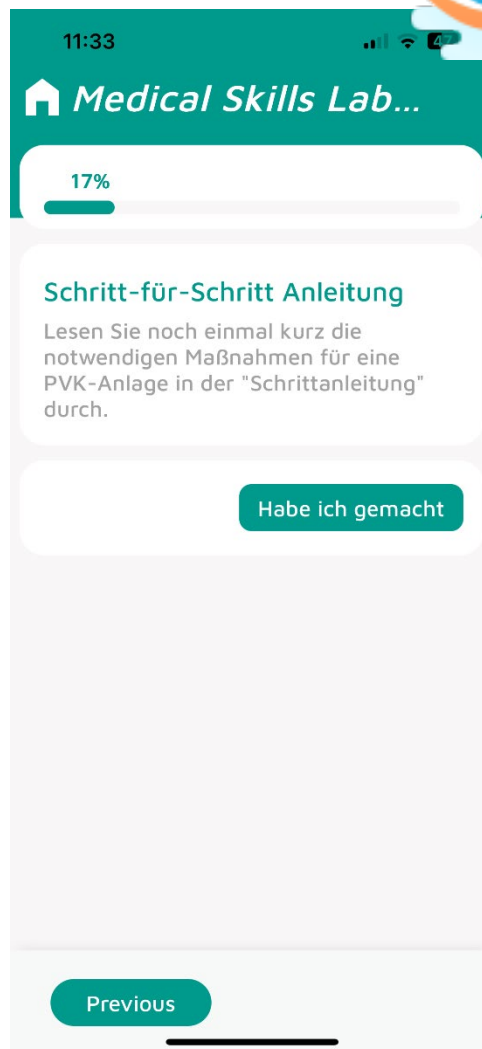 11:33
47
Medical Skills Lab...
17%
Schritt-für-Schritt Anleitung
Lesen Sie noch einmal kurz die
notwendigen Maßnahmen für eine
PVK-Anlage in der "Schrittanleitung"
durch.
Habe ich gemacht
Previous